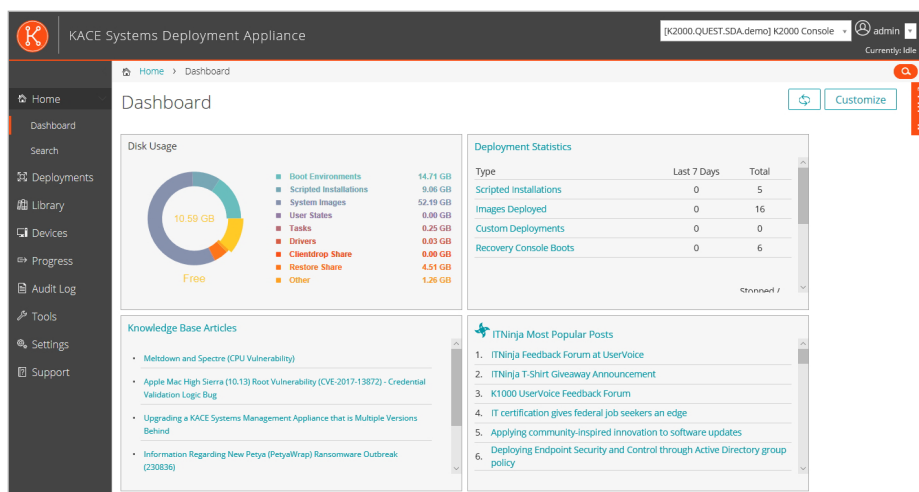 KACE Systems Deployment Appliance
[K2000.QUEST.SDA.demo] K2000 Console
admin
Currently: Idle
Home > Dashboard
Dashboard
Customize
Home
Dashboard
Search
Deployments
Library
Devices
Progress
Audit Log
Tools
Settings
Support
Disk Usage
10.59 GB
Free
Boot Environments 14.71 GB
Scripted Installations 9.06 GB
System Images 52.19 GB
User States 0.00 GB
Tasks 0.25 GB
Drivers 0.03 GB
Clientdrop Share 0.00 GB
Restore Share 4.51 GB
Other 1.26 GB
Deployment Statistics
Type Last 7 Days Total
Scripted Installations 0 5
Images Deployed 0 16
Custom Deployments 0 0
Recovery Console Boots 0 6
Stopped /
Knowledge Base Articles
• Meltdown and Spectre (CPU Vulnerability)
• Apple Mac High Sierra (10.13) Root Vulnerability (CVE-2017-13872) - Credential
Validation Logic Bug
• Upgrading a KACE Systems Management Appliance that is Multiple Versions
Behind
• Information Regarding New Petya (PetyaWrap) Ransomware Outbreak
(230836)
ITNinja Most Popular Posts
1. ITNinja Feedback Forum at UserVoice
2. ITNinja T-Shirt Giveaway Announcement
3. K1000 UserVoice Feedback Forum
4. IT certification gives federal job seekers an edge
5. Applying community-inspired innovation to software updates
6. Deploying Endpoint Security and Control through Active Directory group
policy